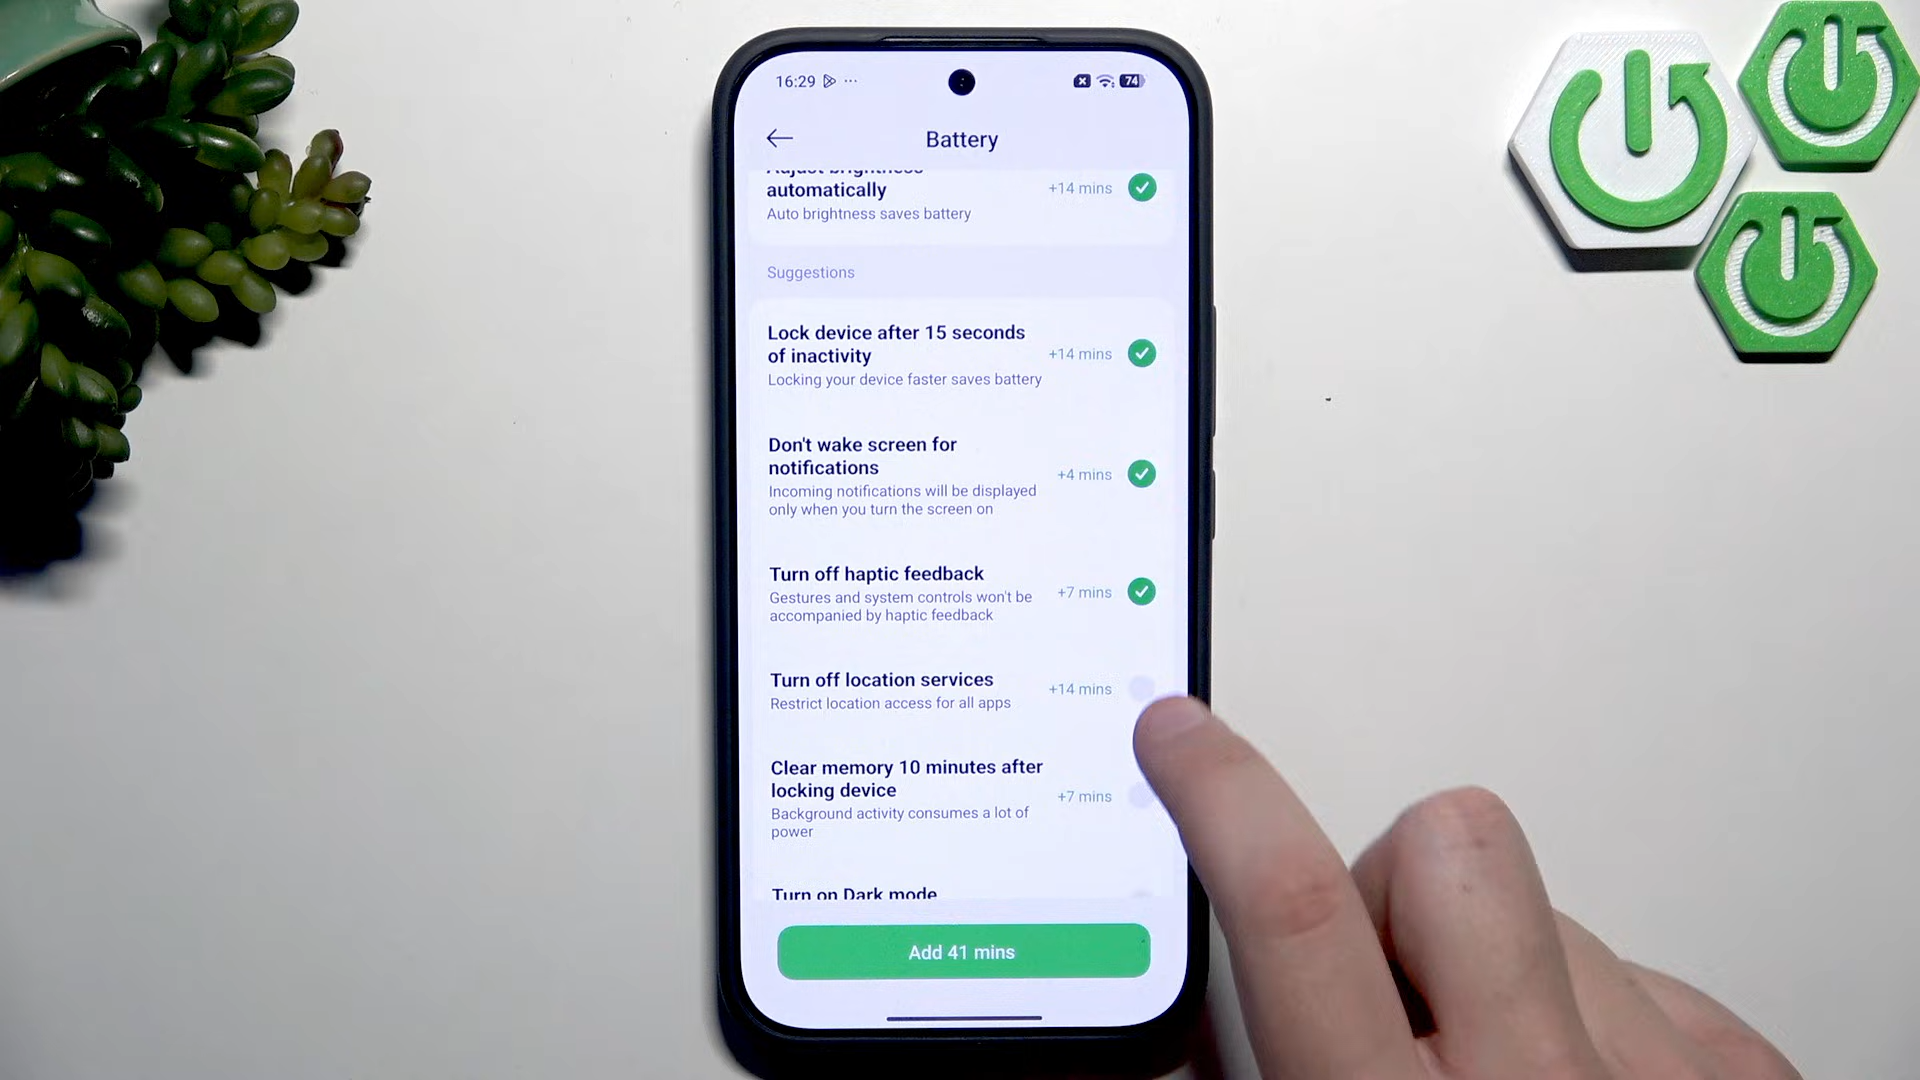 16:29
74
Battery
Adjust brightness
automatically
+14 mins
Auto brightness saves battery
Suggestions
Lock device after 15 seconds
of inactivity
+14 mins
Locking your device faster saves battery
Don't wake screen for
notifications
+4 mins
Incoming notifications will be displayed
only when you turn the screen on
Turn off haptic feedback
+7 mins
Gestures and system controls won't be
accompanied by haptic feedback
Turn off location services
+14 mins
Restrict location access for all apps
Clear memory 10 minutes after
locking device
+7 mins
Background activity consumes a lot of
power
Turn on Dark mode
Add 41 mins